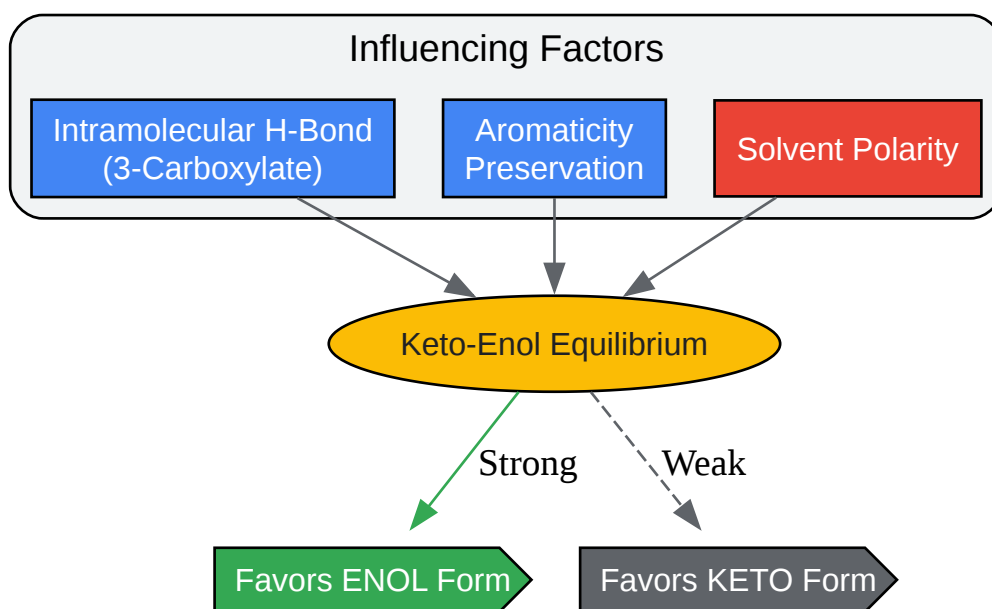 Influencing Factors
Intramolecular H-Bond
(3-Carboxylate)
Aromaticity
Preservation
Solvent Polarity
Keto-Enol Equilibrium
Strong
Weak
Favors ENOL Form
Favors KETO Form